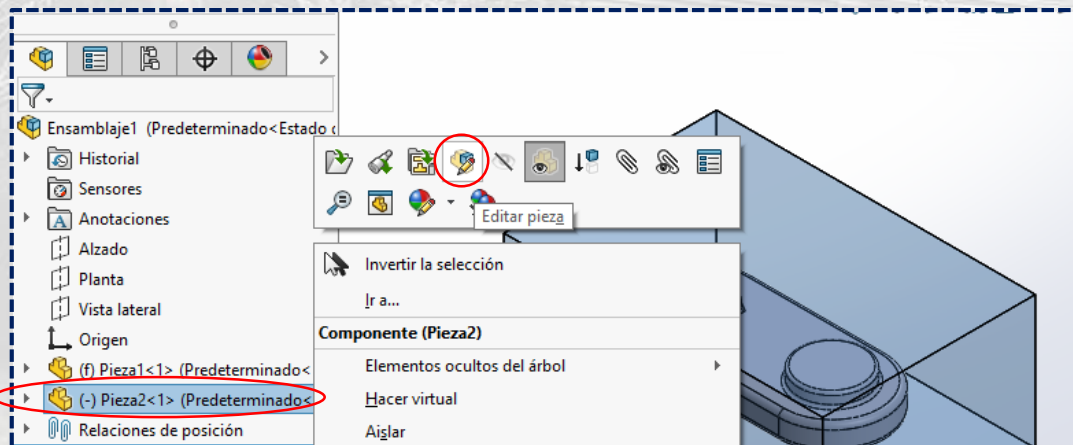 Ensamblaje1 (Predeterminado<Estado
Historial
Sensores
Anotaciones
Editar pieza
Alzado
Invertir la selección
Planta
Ir a...
Vista lateral
Componente (Pieza2)
Origen
(f) Pieza1<1> (Predeterminado<
Elementos ocultos del árbol
(-) Pieza2<1> (Predeterminado<
Hacer virtual
Relaciones de posición
Aislar